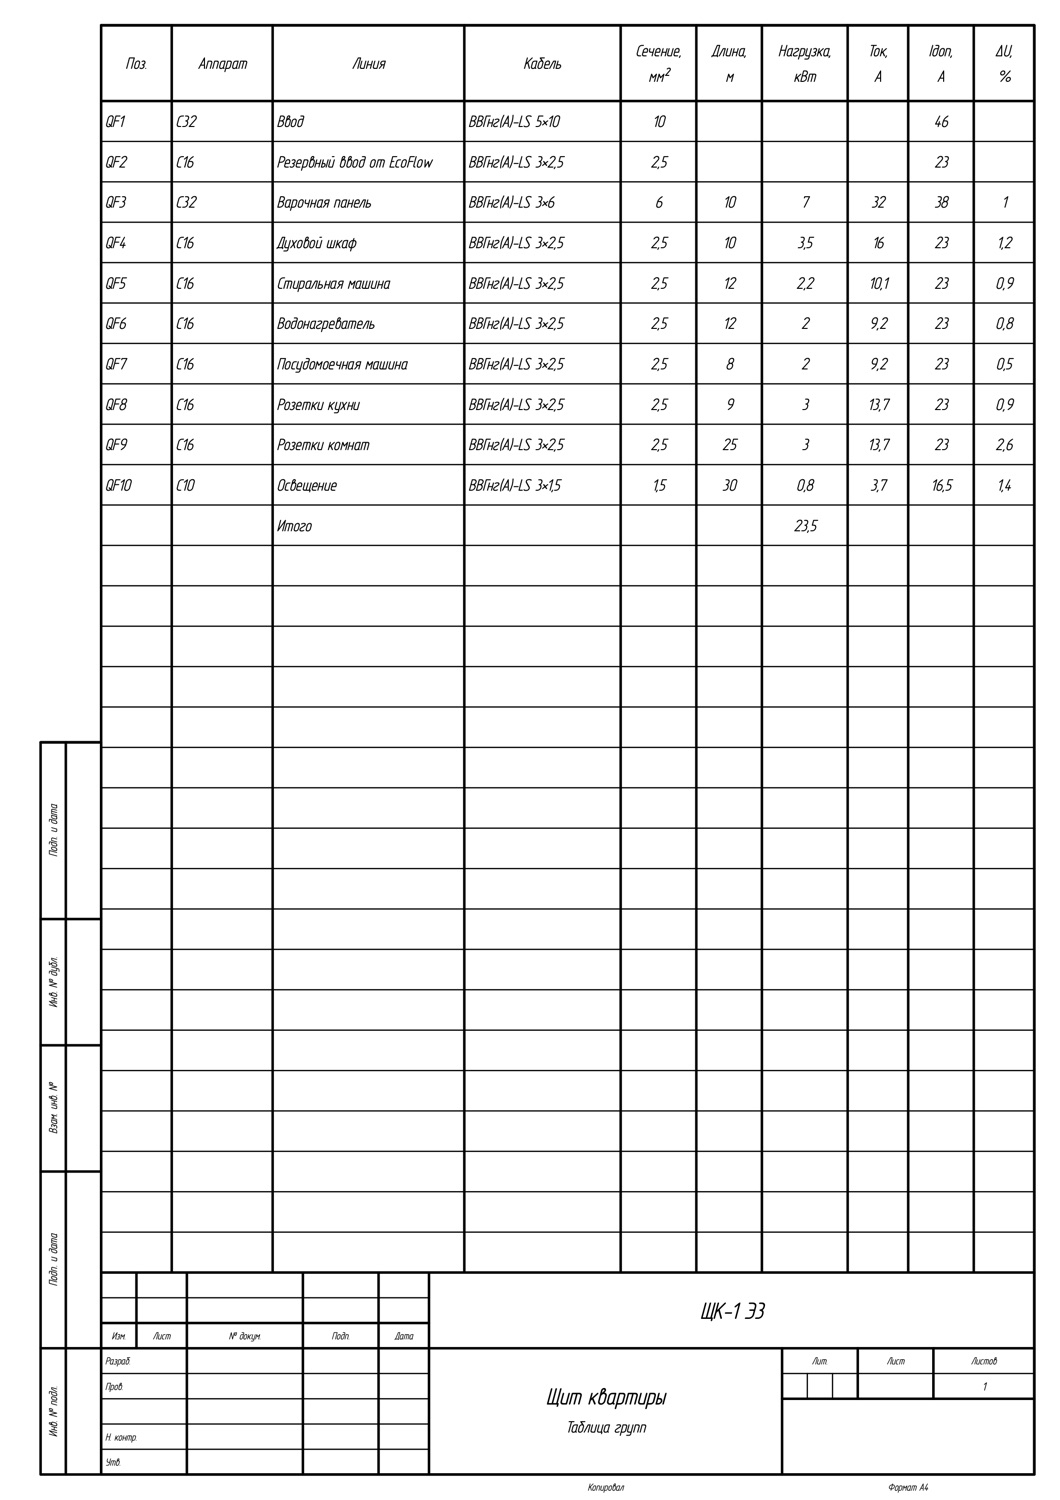 Поз. Аппарат Линия Кабель Сечение, мм² Длина, м Нагрузка, кВт Ток, А Iдоп, А ΔU, %
QF1 C32 Ввод ВВГнг(А)-LS 5×10 10 46
QF2 C16 Резервный ввод от EcoFlow ВВГнг(А)-LS 3×2,5 2,5 23
QF3 C32 Варочная панель ВВГнг(А)-LS 3×6 6 10 7 32 38 1
QF4 C16 Духовой шкаф ВВГнг(А)-LS 3×2,5 2,5 10 3,5 16 23 1,2
QF5 C16 Стиральная машина ВВГнг(А)-LS 3×2,5 2,5 12 2,2 10,1 23 0,9
QF6 C16 Водонагреватель ВВГнг(А)-LS 3×2,5 2,5 12 2 9,2 23 0,8
QF7 C16 Посудомоечная машина ВВГнг(А)-LS 3×2,5 2,5 8 2 9,2 23 0,5
QF8 C16 Розетки кухни ВВГнг(А)-LS 3×2,5 2,5 9 3 13,7 23 0,9
QF9 C16 Розетки комнат ВВГнг(А)-LS 3×2,5 2,5 25 3 13,7 23 2,6
QF10 C10 Освещение ВВГнг(А)-LS 3×1,5 1,5 30 0,8 3,7 16,5 1,4
Итого 23,5
Подп. и дата
Инв. № дубл.
Взам. инв. №
Подп. и дата
Инв. № подл.
ЩК-1 Э3
Изм Лист № докум. Подп. Дата
Разраб.
Пров.
Н. контр.
Утв.
Щит квартиры
Таблица групп
Лит. Лист Листов
1
Копировал Формат А4